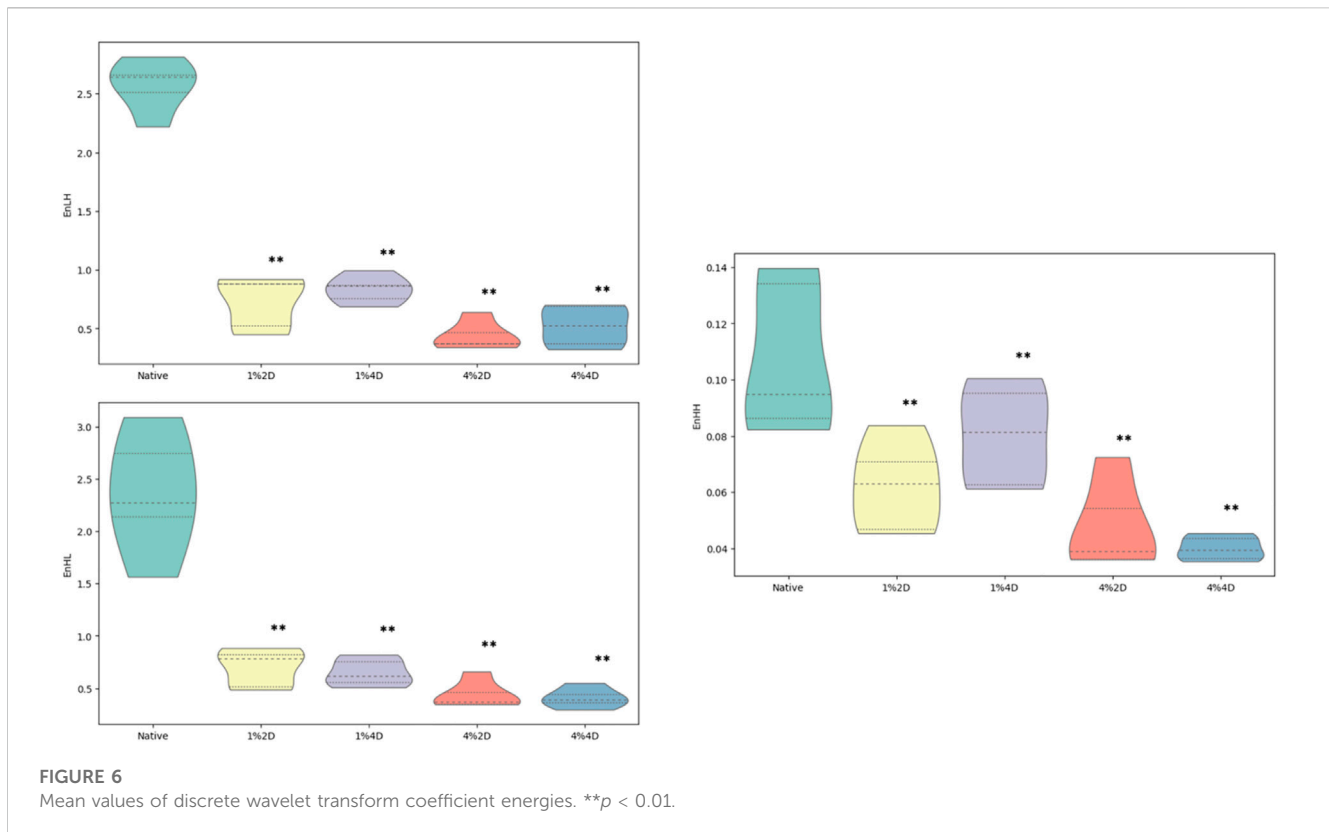 2.5
2.0
1.5
1.0
0.5
EnLH
** ** ** **
Native 1%2D 1%4D 4%2D 4%4D
3.0
2.5
2.0
1.5
1.0
0.5
EnHL
** ** ** **
Native 1%2D 1%4D 4%2D 4%4D
0.14
0.12
0.10
0.08
0.06
0.04
EnHH
** ** ** **
Native 1%2D 1%4D 4%2D 4%4D
FIGURE 6
Mean values of discrete wavelet transform coefficient energies. **p < 0.01.